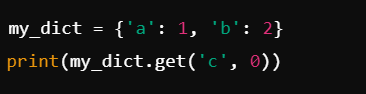 my_dict = {'a': 1, 'b': 2}
print(my_dict.get('c', 0))